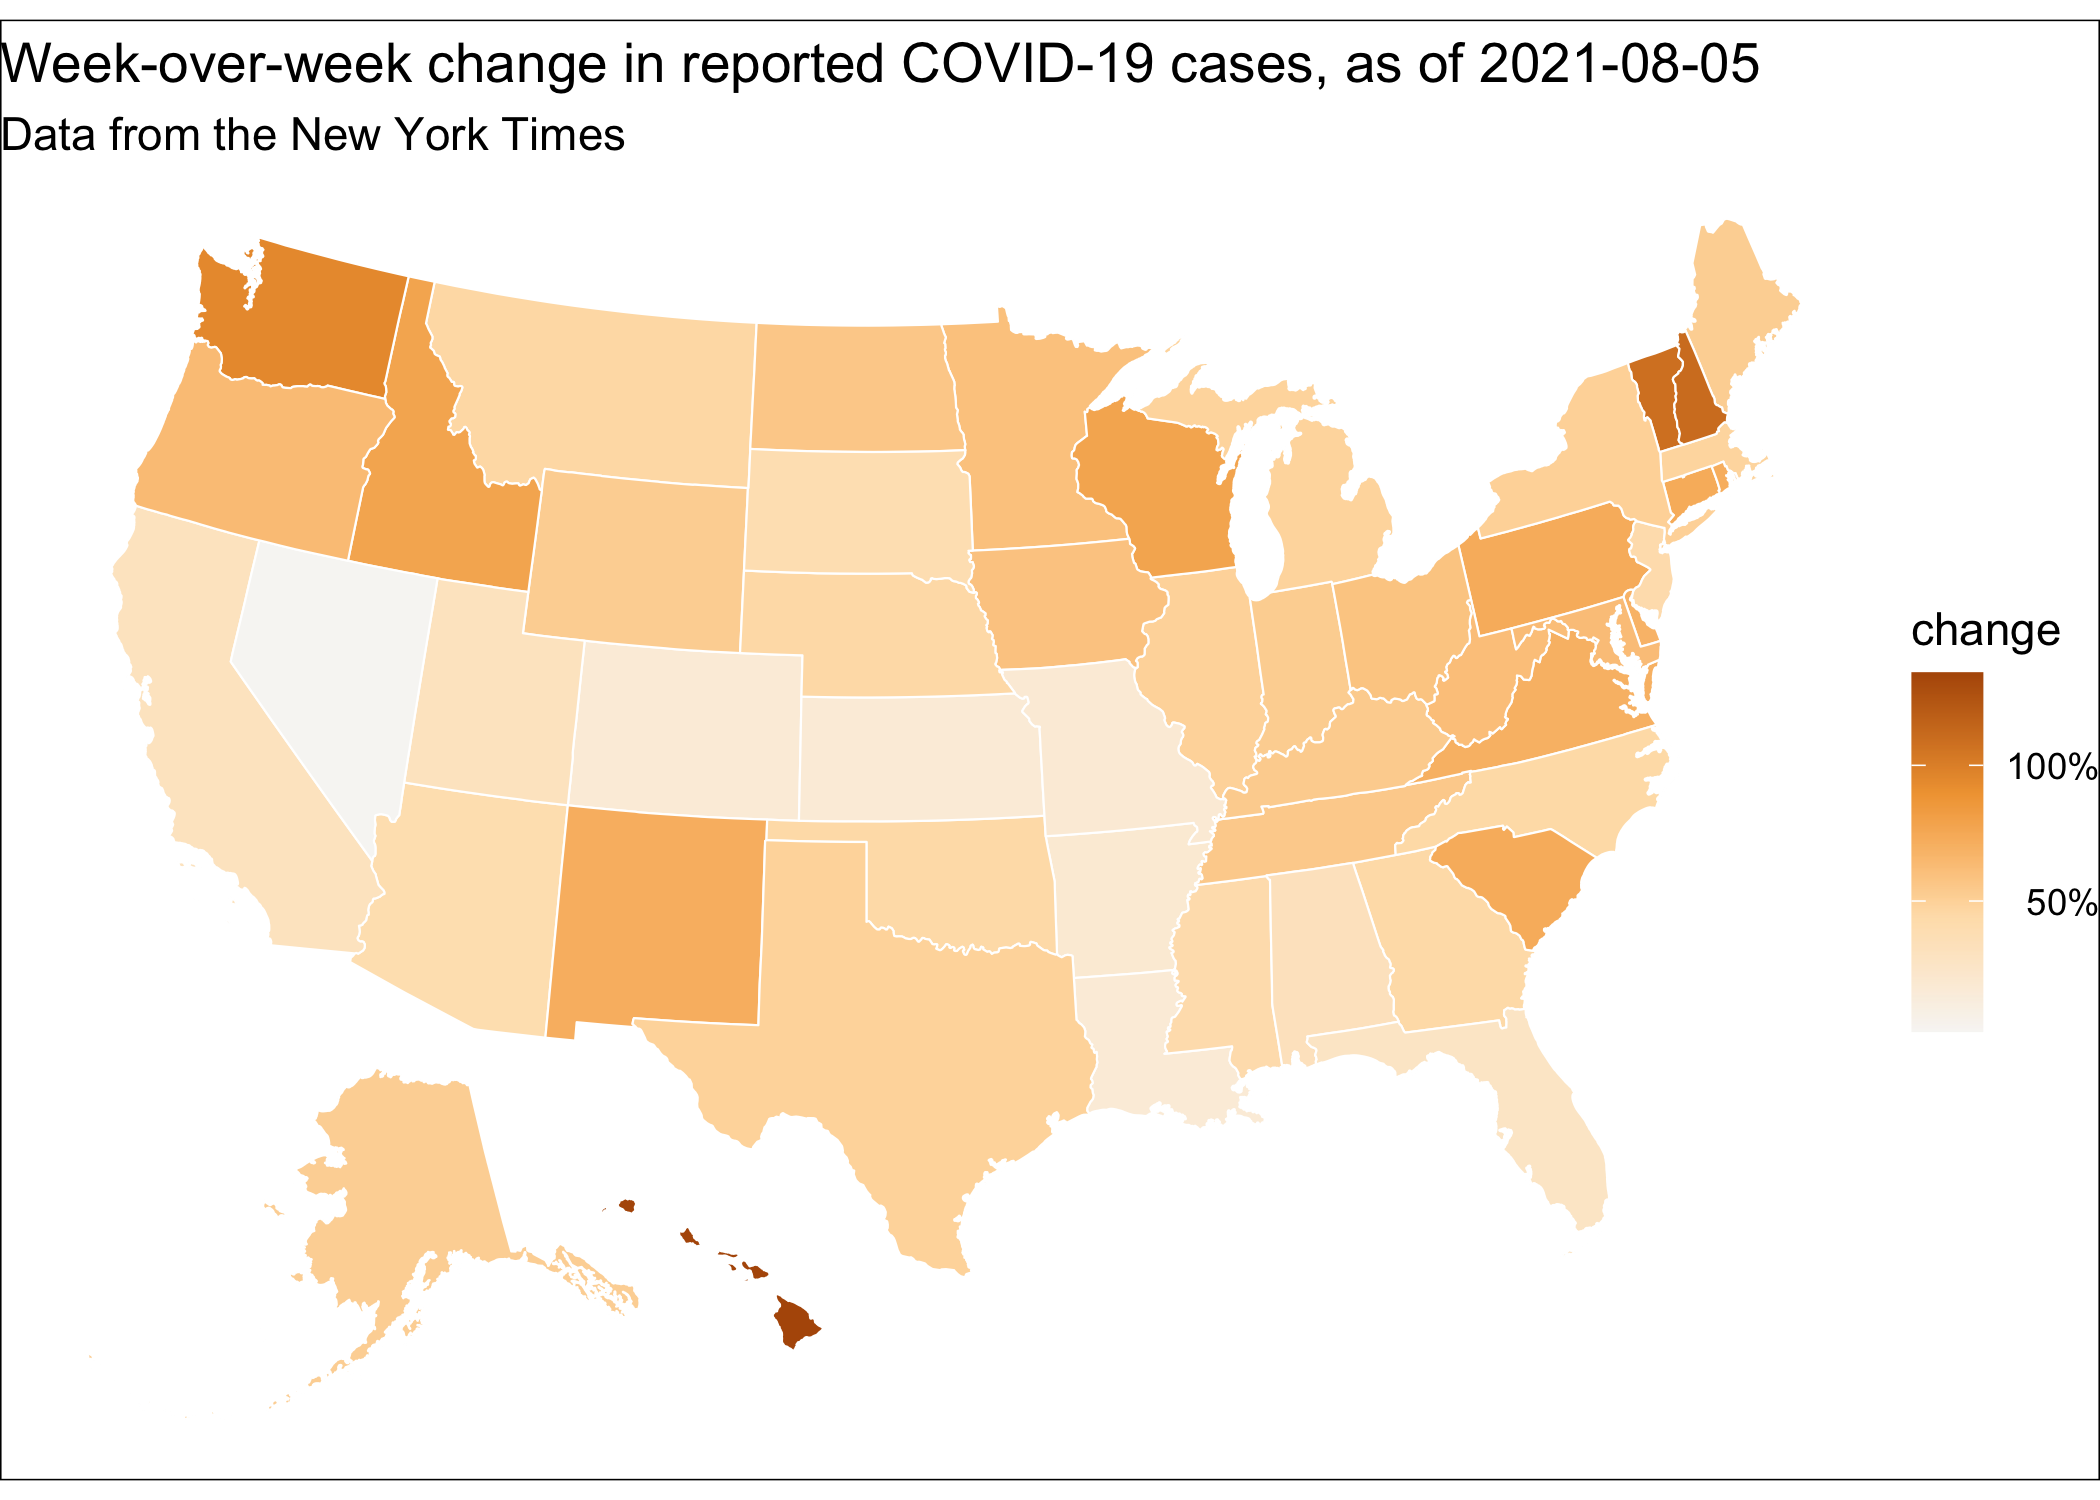 Week-over-week change in reported COVID-19 cases, as of 2021-08-05
Data from the New York Times
change
100%
50%